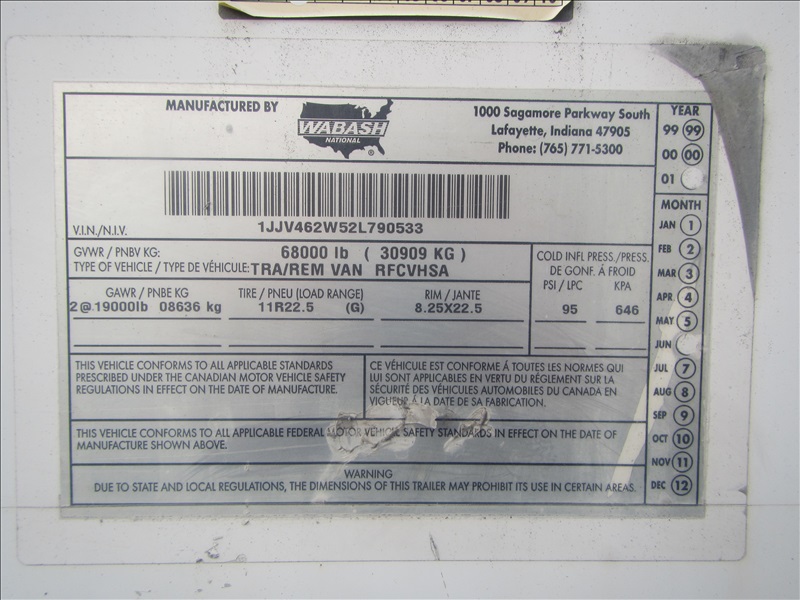 MANUFACTURED BY
WABASH
NATIONAL
®
1000 Sagamore Parkway South
Lafayette, Indiana 47905
Phone: (765) 771-5300
V.I.N./N.I.V.
1JJV462W52L790533
GVWR / PNBV KG: 68000 lb ( 30909 KG )
TYPE OF VEHICLE / TYPE DE VÉHICULE: TRA/REM VAN RFCVHSA
COLD INFL PRESS./PRESS.
DE GONF. Á FROID
PSI / LPC KPA
95 646
GAWR / PNBE KG TIRE / PNEU (LOAD RANGE) RIM / JANTE
2@.19000lb 08636 kg 11R22.5 (G) 8.25X22.5
THIS VEHICLE CONFORMS TO ALL APPLICABLE STANDARDS
PRESCRIBED UNDER THE CANADIAN MOTOR VEHICLE SAFETY
REGULATIONS IN EFFECT ON THE DATE OF MANUFACTURE.
CE VÉHICULE EST CONFORME Á TOUTES LES NORMES QUI
LUI SONT APPLICABLES EN VERTU DU RÉGLEMENT SUR LA
SÉCURITÉ DES VÉHICULES AUTOMOBILES DU CANADA EN
VIGUEUR Á LA DATE DE SA FABRICATION.
THIS VEHICLE CONFORMS TO ALL APPLICABLE FEDERAL MOTOR VEHICLE SAFETY STANDARDS IN EFFECT ON THE DATE OF
MANUFACTURE SHOWN ABOVE.
WARNING
DUE TO STATE AND LOCAL REGULATIONS, THE DIMENSIONS OF THIS TRAILER MAY PROHIBIT ITS USE IN CERTAIN AREAS.
YEAR
99 99
00 00
01
MONTH
JAN 1
FEB 2
MAR 3
APR 4
MAY 5
JUN
JUL 7
AUG 8
SEP 9
OCT 10
NOV 11
DEC 12